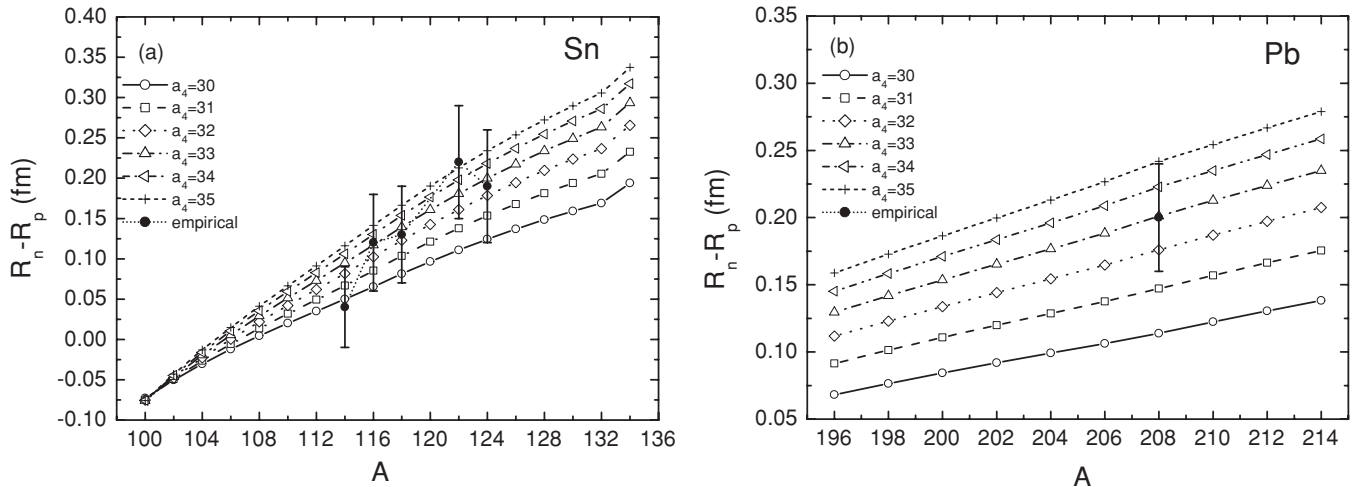 (a)
Sn
a₄=30
a₄=31
a₄=32
a₄=33
a₄=34
a₄=35
empirical
0.40
0.35
0.30
0.25
0.20
0.15
0.10
0.05
0.00
-0.05
-0.10
Rₙ-Rₚ (fm)
100 104 108 112 116 120 124 128 132 136
A
(b)
Pb
a₄=30
a₄=31
a₄=32
a₄=33
a₄=34
a₄=35
empirical
0.35
0.30
0.25
0.20
0.15
0.10
0.05
Rₙ-Rₚ (fm)
196 198 200 202 204 206 208 210 212 214
A